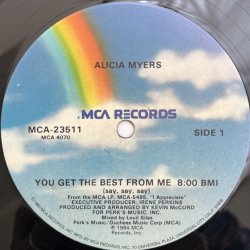 ALICIA MYERS
MCA RECORDS
MCA-23511
MCA 4070
SIDE 1
YOU GET THE BEST FROM ME 8:00 BMI
(say, say, say)
From the MCA LP, MCA-5485, "I Appreciate"
EXECUTIVE PRODUCER: IRENE PERKINS
PRODUCED AND ARRANGED BY KEVIN McCORD
FOR PERK'S MUSIC, INC.
Mixed by Louil Silas
Perk's Music/Duchess Music Corp (MCA)
℗ 1984 MCA
Records, Inc.